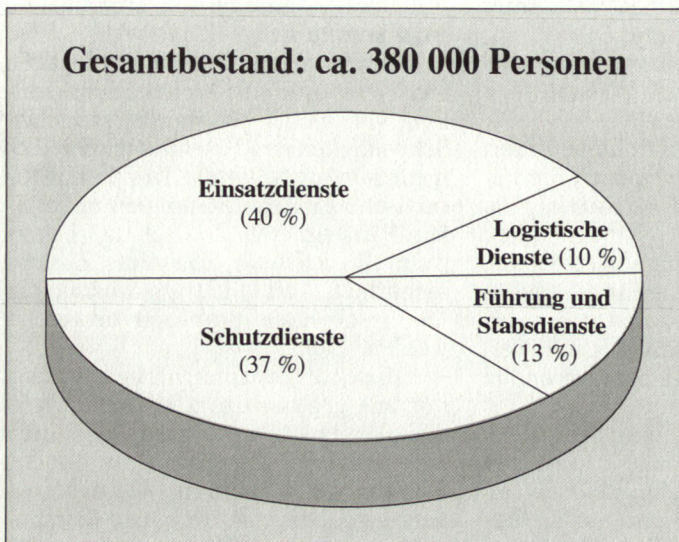 Gesamtbestand: ca. 380 000 Personen
Einsatzdienste
(40 %)
Logistische
Dienste (10 %)
Führung und
Stabsdienste
(13 %)
Schutzdienste
(37 %)